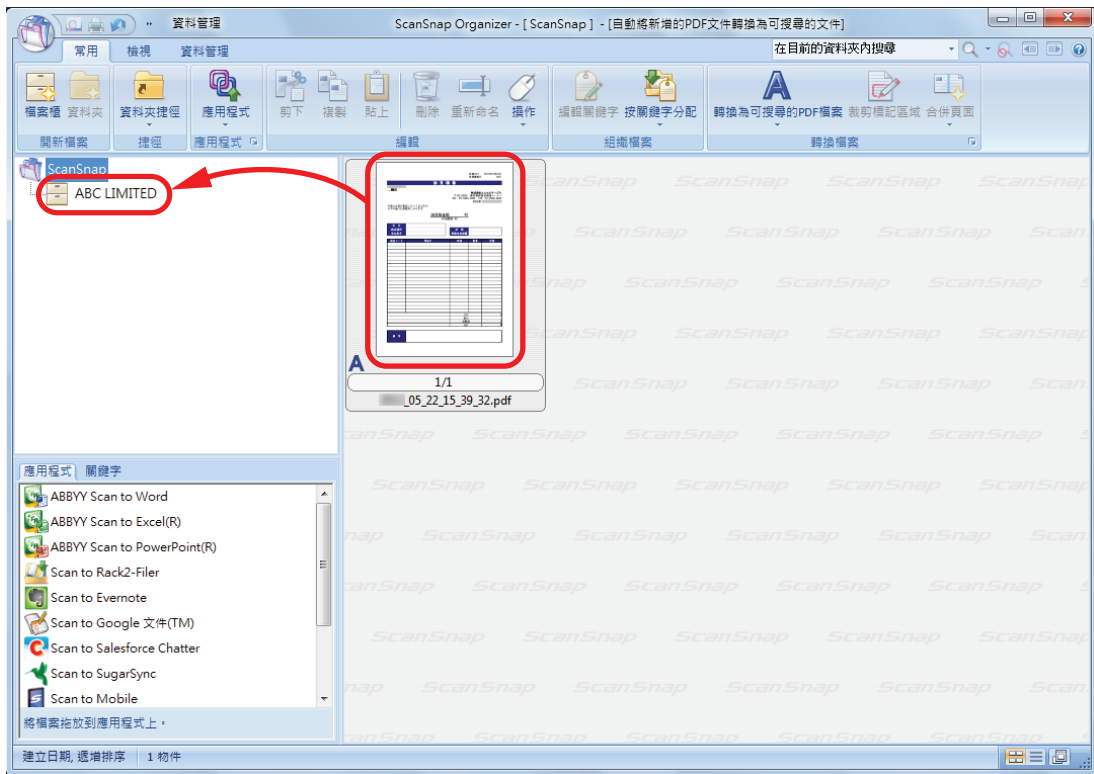 資料管理
ScanSnap Organizer - [ ScanSnap ] - [自動將新增的PDF文件轉換為可搜尋的文件]
常用 檢視 資料管理
在目前的資料夾內搜尋
檔案櫃 資料夾 資料夾捷徑 應用程式 剪下 複製 貼上 刪除 重新命名 操作 編輯關鍵字 按關鍵字分配 轉換為可搜尋的PDF檔案 裁剪標記區域 合併頁面
開新檔案 捷徑 應用程式 編輯 組織檔案 轉換檔案
ScanSnap
ABC LIMITED
A
1/1
_05_22_15_39_32.pdf
應用程式 關鍵字
ABBYY Scan to Word
ABBYY Scan to Excel(R)
ABBYY Scan to PowerPoint(R)
Scan to Rack2-Filer
Scan to Evernote
Scan to Google 文件(TM)
Scan to Salesforce Chatter
Scan to SugarSync
Scan to Mobile
將檔案拖放到應用程式上。
建立日期, 遞增排序 1 物件